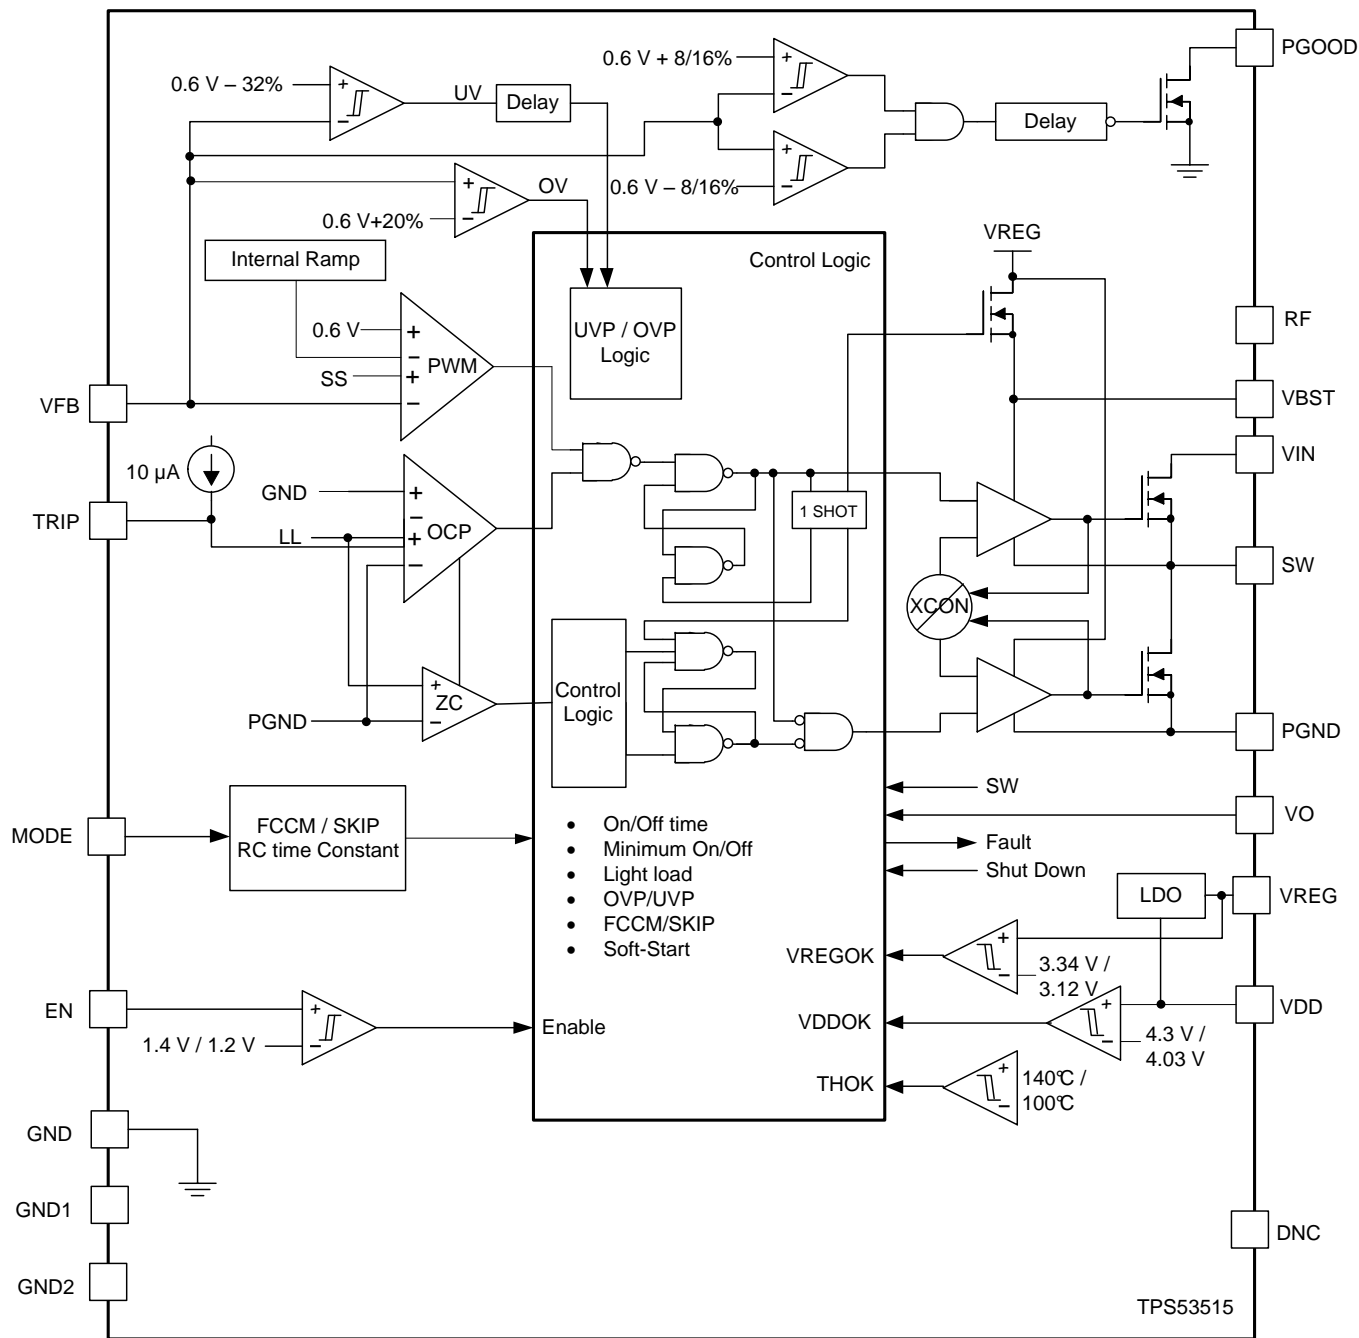 PGOOD
0.6 V + 8/16%
+
−
0.6 V – 32%
+
−
UV
Delay
Delay
+
−
0.6 V – 8/16%
+
−
OV
0.6 V+20%
VREG
Control Logic
Internal Ramp
UVP / OVP
Logic
RF
0.6 V
+
−
SS
+
−
PWM
VFB
VBST
VIN
10 µA
GND
+
−
+
−
OCP
TRIP
LL
1 SHOT
SW
XCON
+
−
ZC
PGND
Control
Logic
PGND
SW
MODE
FCCM / SKIP
RC time Constant
• On/Off time
• Minimum On/Off
• Light load
• OVP/UVP
• FCCM/SKIP
• Soft-Start
VO
Fault
Shut Down
LDO
VREG
VREGOK
+
−
3.34 V /
3.12 V
EN
+
−
1.4 V / 1.2 V
Enable
VDDOK
+
−
4.3 V /
4.03 V
VDD
THOK
+
−
140°C /
100°C
GND
GND1
DNC
GND2
TPS53515